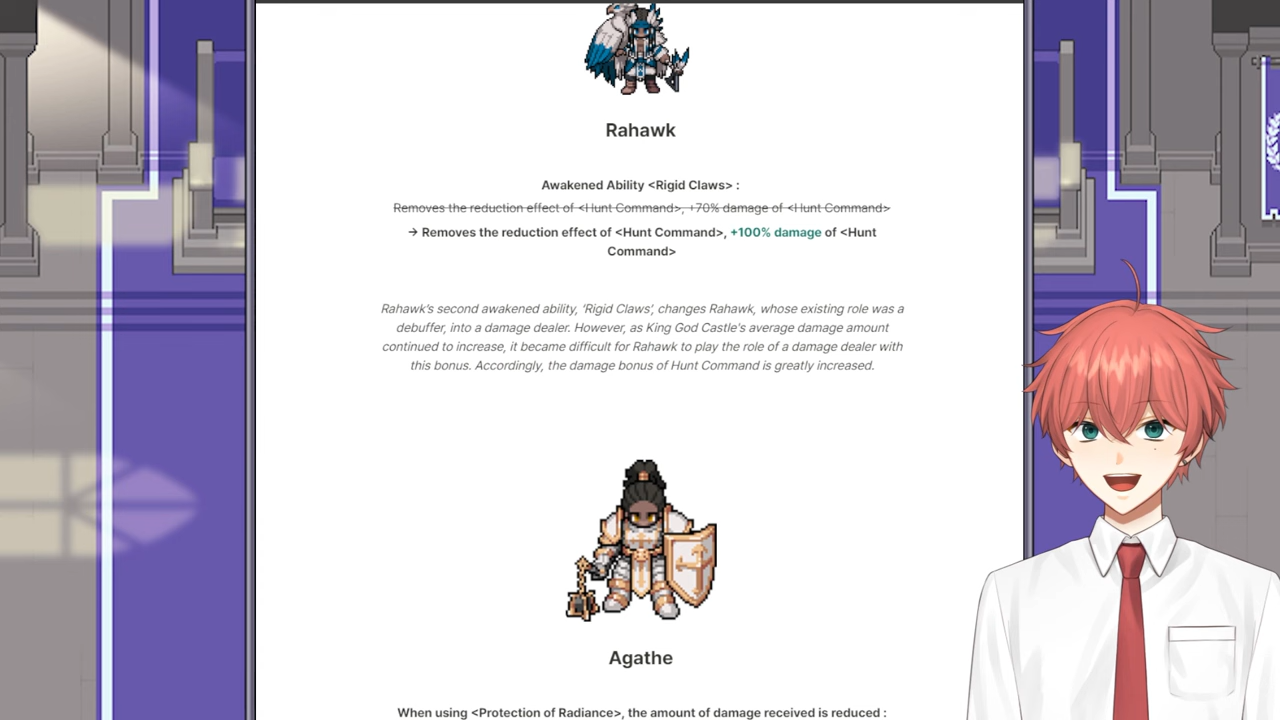 Rahawk
Awakened Ability <Rigid Claws> :
Removes the reduction effect of <Hunt Command>, +70% damage of <Hunt Command>
→ Removes the reduction effect of <Hunt Command>, +100% damage of <Hunt
Command>
Rahawk's second awakened ability, 'Rigid Claws', changes Rahawk, whose existing role was a
debuffer, into a damage dealer. However, as King God Castle's average damage amount
continued to increase, it became difficult for Rahawk to play the role of a damage dealer with
this bonus. Accordingly, the damage bonus of Hunt Command is greatly increased.
Agathe
When using <Protection of Radiance>, the amount of damage received is reduced :